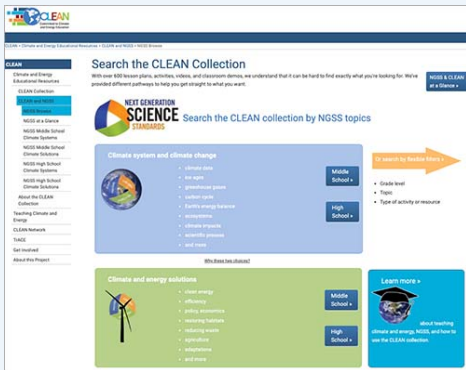 CLEAN
CLEAN > Climate and Energy Educational Resources > CLEAN and NGSS > NGSS Browse
CLEAN
Climate and Energy
Educational Resources
CLEAN Collection
CLEAN and NGSS
NGSS Browse
NGSS at a Glance
NGSS Middle School
Climate Systems
NGSS Middle School
Climate Solutions
NGSS High School
Climate Systems
NGSS High School
Climate Solutions
About the CLEAN
Collection
Teaching Climate and
Energy
CLEAN Network
TrACE
Get Involved
About this Project
Search the CLEAN Collection
With over 600 lesson plans, activities, videos, and classroom demos, we understand that it can be hard to find exactly what you're looking for. We've
provided different pathways to help you get straight to what you want.
NGSS & CLEAN
at a Glance »
NEXT GENERATION
SCIENCE
STANDARDS
Search the CLEAN collection by NGSS topics
Climate system and climate change
climate data
ice ages
greenhouse gases
carbon cycle
Earth's energy balance
ecosystems
climate impacts
scientific process
and more
Middle
School »
High
School »
Or search by flexible filters »
Grade level
Topic
Type of activity or resource
Why these two choices?
Climate and energy solutions
clean energy
efficiency
policy, economics
restoring habitats
reducing waste
agriculture
adaptations
and more
Middle
School »
High
School »
Learn more »
about teaching
climate and energy, NGSS, and how to
use the CLEAN collection.